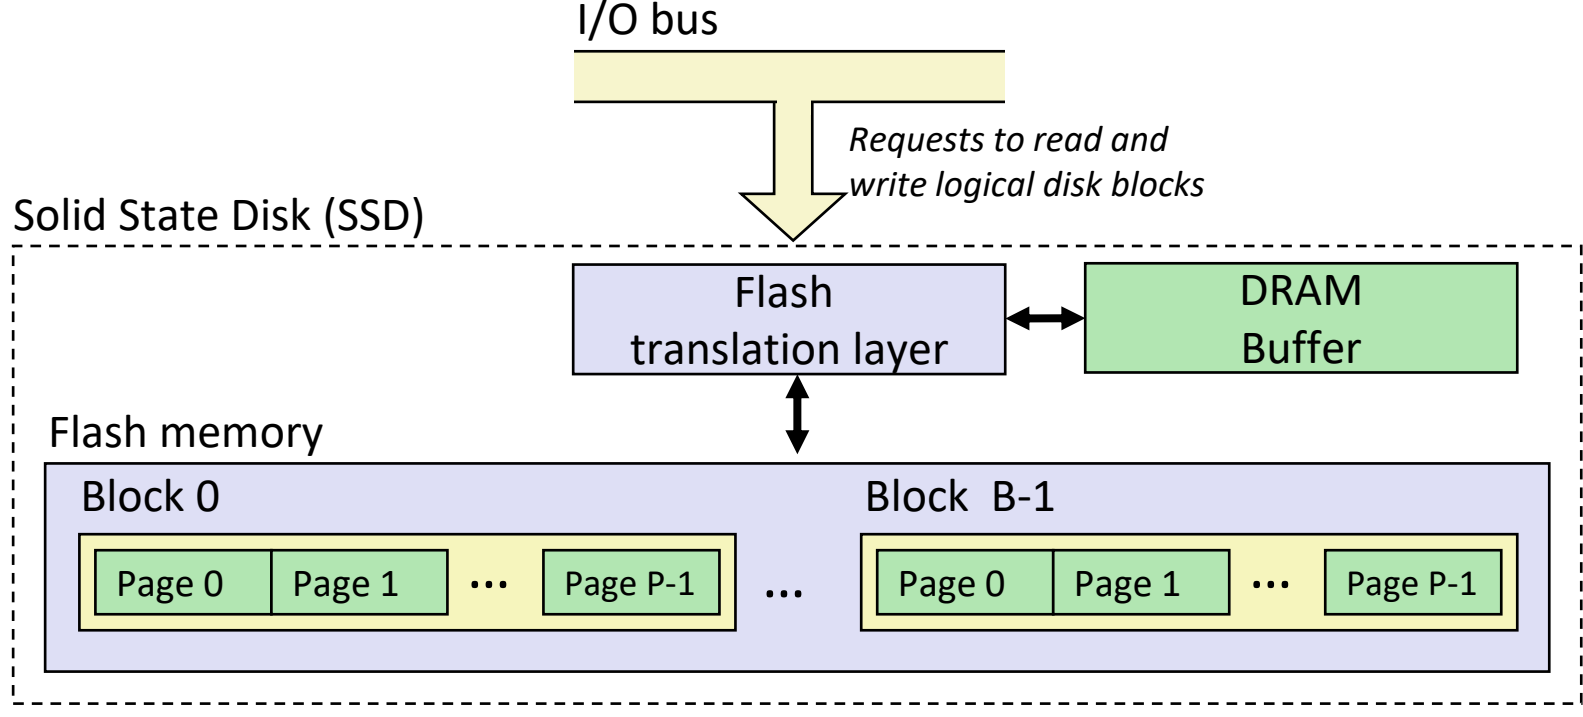 I/O bus
Requests to read and
write logical disk blocks
Solid State Disk (SSD)
Flash
translation layer
DRAM
Buffer
Flash memory
Block 0
Block B-1
Page 0
Page 1
...
Page P-1
...
Page 0
Page 1
...
Page P-1